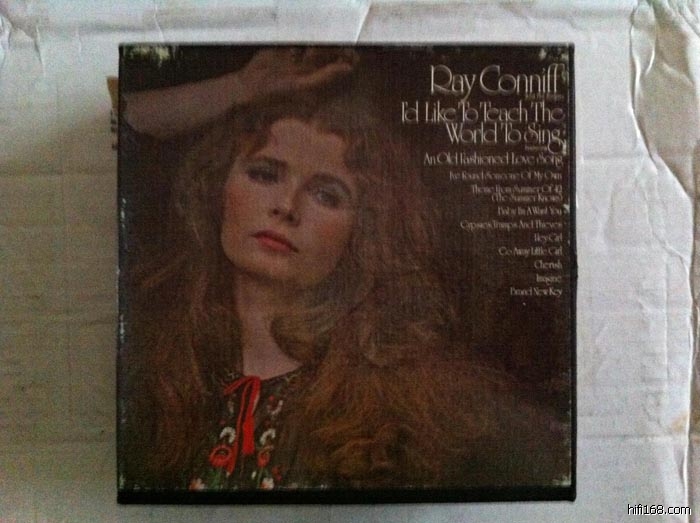 Ray Conniff
I'd Like To Teach The
World To Sing
An Old Fashioned Love Song
I've Found Someone Of My Own
Theme From Summer Of 42
(The Summer Knows)
Baby I'm A Want You
Gypsies, Tramps And Thieves
Hey Girl
Go Away Little Girl
Cherish
Imagine
Brand New Key
hifi168.com